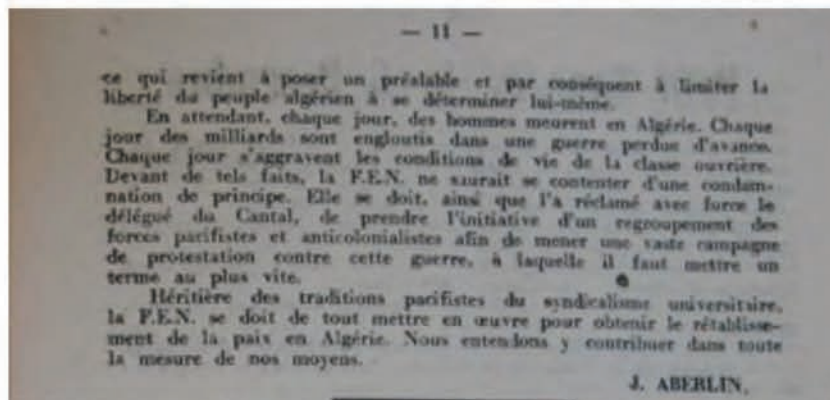 — 11 —
ce qui revient à poser un préalable et par conséquent à limiter la
liberté du peuple algérien à se déterminer lui-même.
En attendant, chaque jour, des hommes meurent en Algérie. Chaque
jour des milliards sont engloutis dans une guerre perdue d'avance.
Chaque jour s'aggravent les conditions de vie de la classe ouvrière.
Devant de tels faits, la F.E.N. ne saurait se contenter d'une condam-
nation de principe. Elle se doit, ainsi que l'a réclamé avec force le
délégué du Cantal, de prendre l'initiative d'un regroupement des
forces pacifistes et anticolonialistes afin de mener une vaste campagne
de protestation contre cette guerre, à laquelle il faut mettre un
terme au plus vite.
Héritière des traditions pacifistes du syndicalisme universitaire,
la F.E.N. se doit de tout mettre en œuvre pour obtenir le rétablisse-
ment de la paix en Algérie. Nous entendons y contribuer dans toute
la mesure de nos moyens.
J. ABERLIN.